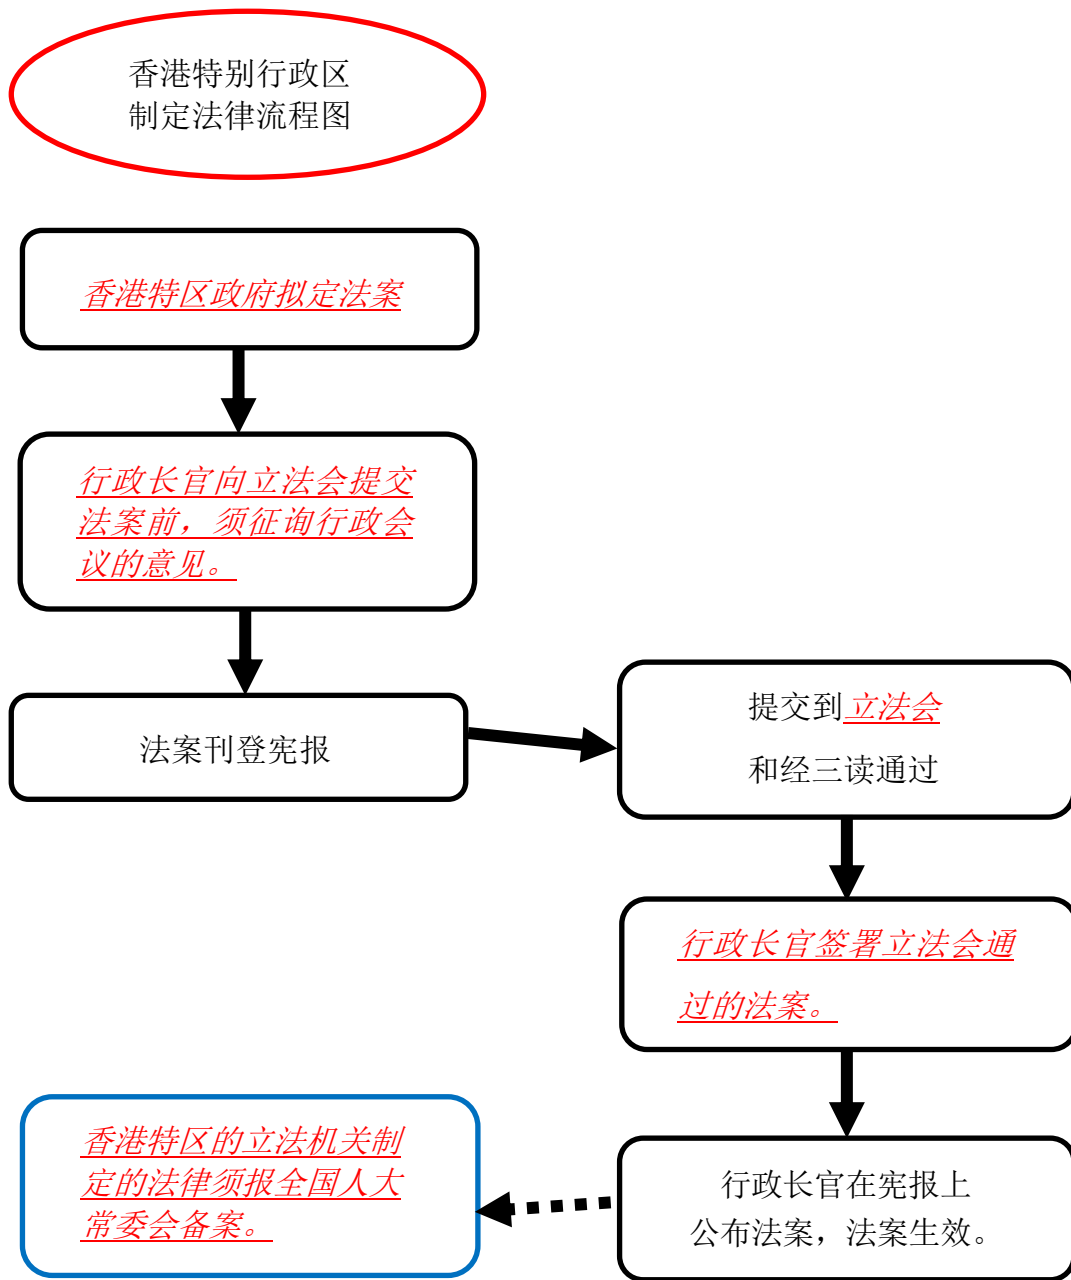 香港特别行政区
制定法律流程图
香港特区政府拟定法案
行政长官向立法会提交
法案前，须征询行政会
议的意见。
法案刊登宪报
提交到立法会
和经三读通过
行政长官签署立法会通
过的法案。
行政长官在宪报上
公布法案，法案生效。
香港特区的立法机关制
定的法律须报全国人大
常委会备案。